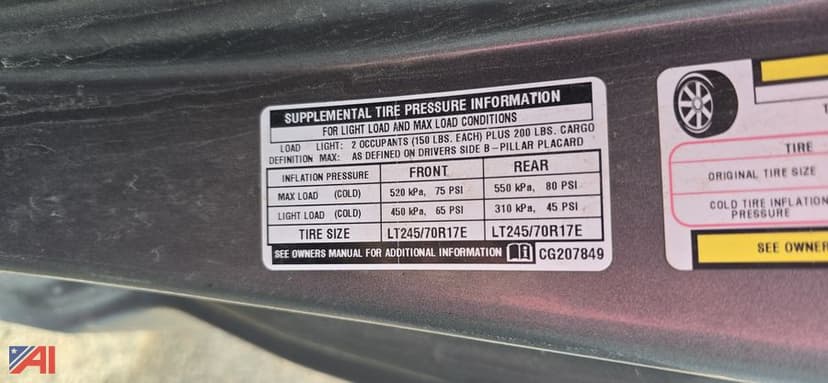 SUPPLEMENTAL TIRE PRESSURE INFORMATION
FOR LIGHT LOAD AND MAX LOAD CONDITIONS
LOAD LIGHT: 2 OCCUPANTS (150 LBS. EACH) PLUS 200 LBS. CARGO
DEFINITION MAX: AS DEFINED ON DRIVERS SIDE B-PILLAR PLACARD
INFLATION PRESSURE FRONT REAR
MAX LOAD (COLD) 520 kPa, 75 PSI 550 kPa, 80 PSI
LIGHT LOAD (COLD) 450 kPa, 65 PSI 310 kPa, 45 PSI
TIRE SIZE LT245/70R17E LT245/70R17E
SEE OWNERS MANUAL FOR ADDITIONAL INFORMATION CG207849
TIRE
ORIGINAL TIRE SIZE
COLD TIRE INFLATION
PRESSURE
SEE OWNER
AI